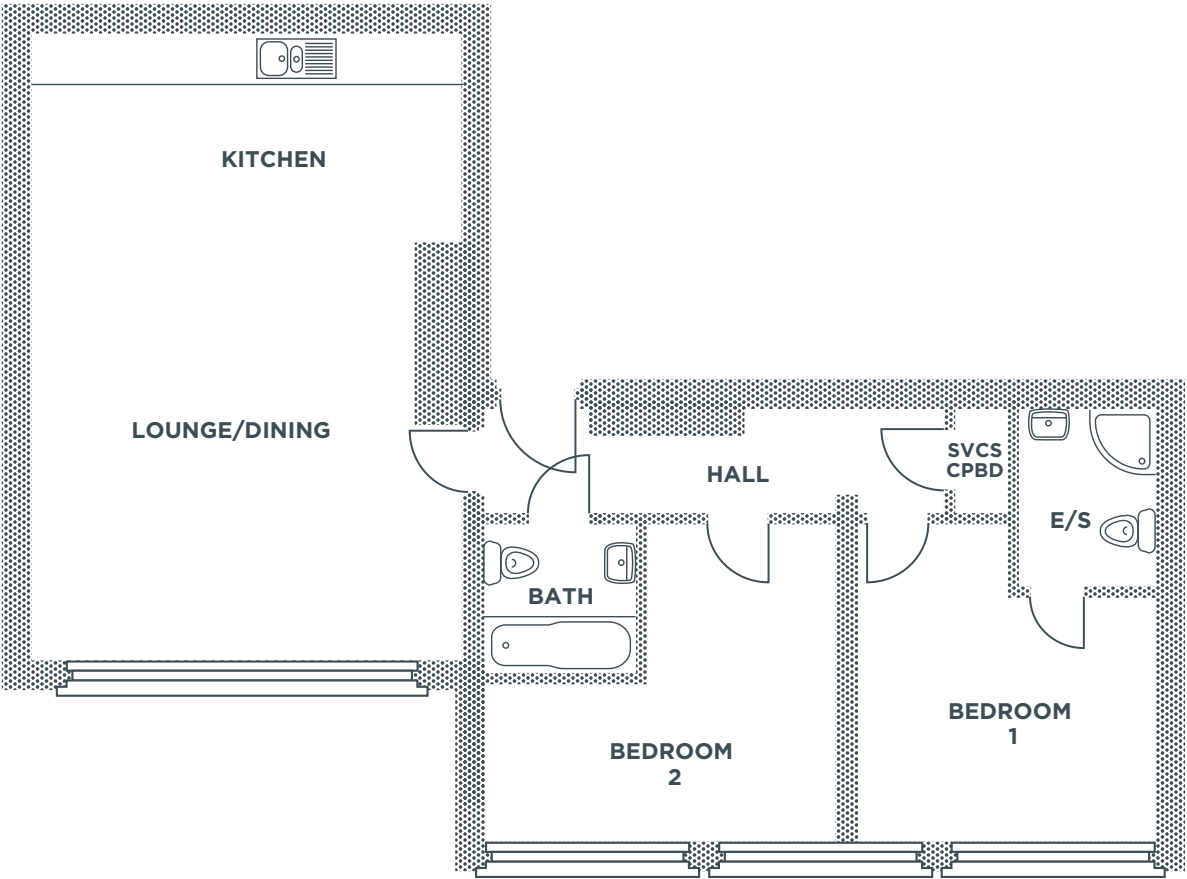 KITCHEN
LOUNGE/DINING
HALL
SVCS
CPBD
E/S
BATH
BEDROOM
1
BEDROOM
2